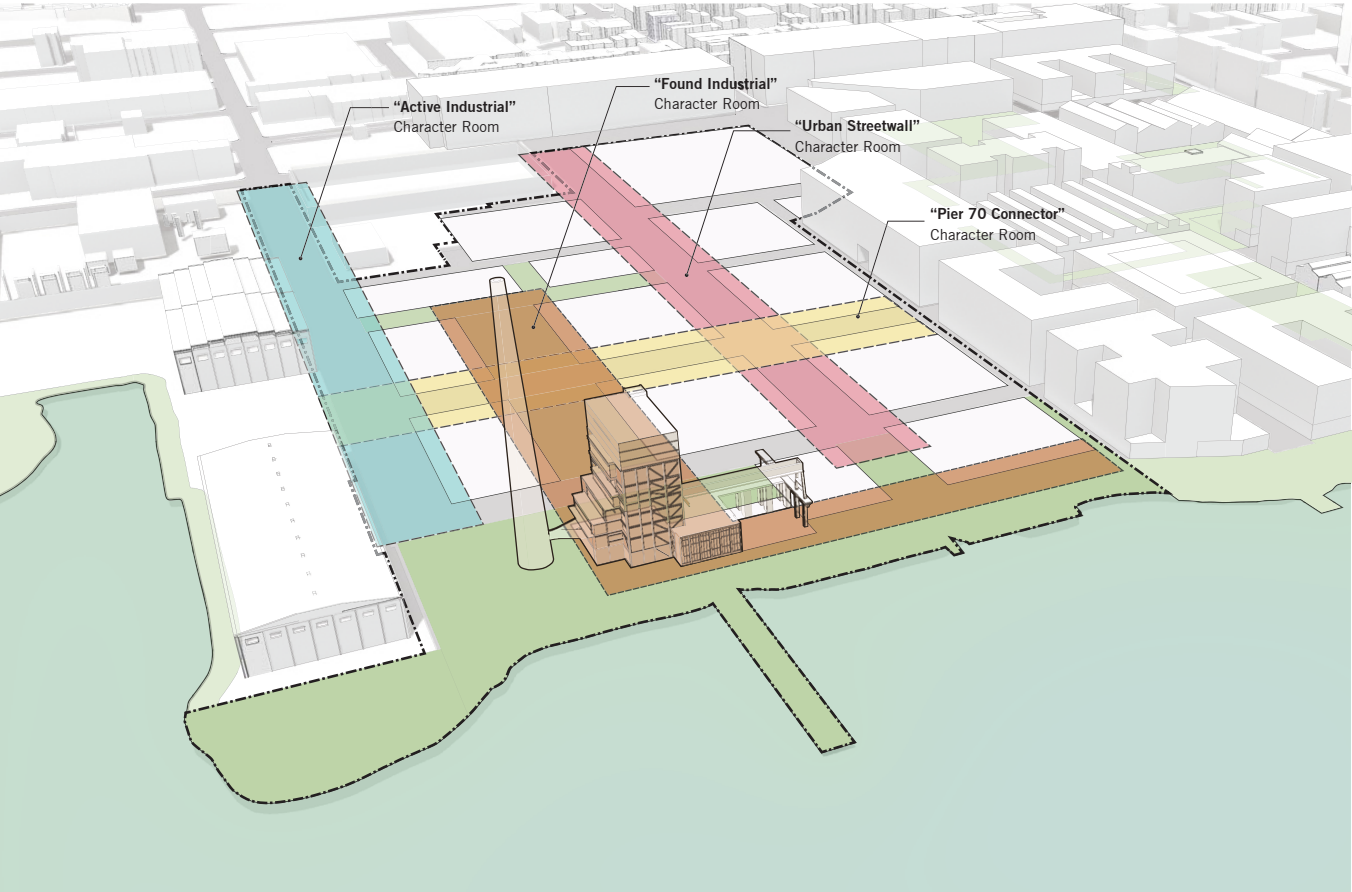 “Found Industrial”
Character Room
“Active Industrial”
Character Room
“Urban Streetwall”
Character Room
“Pier 70 Connector”
Character Room